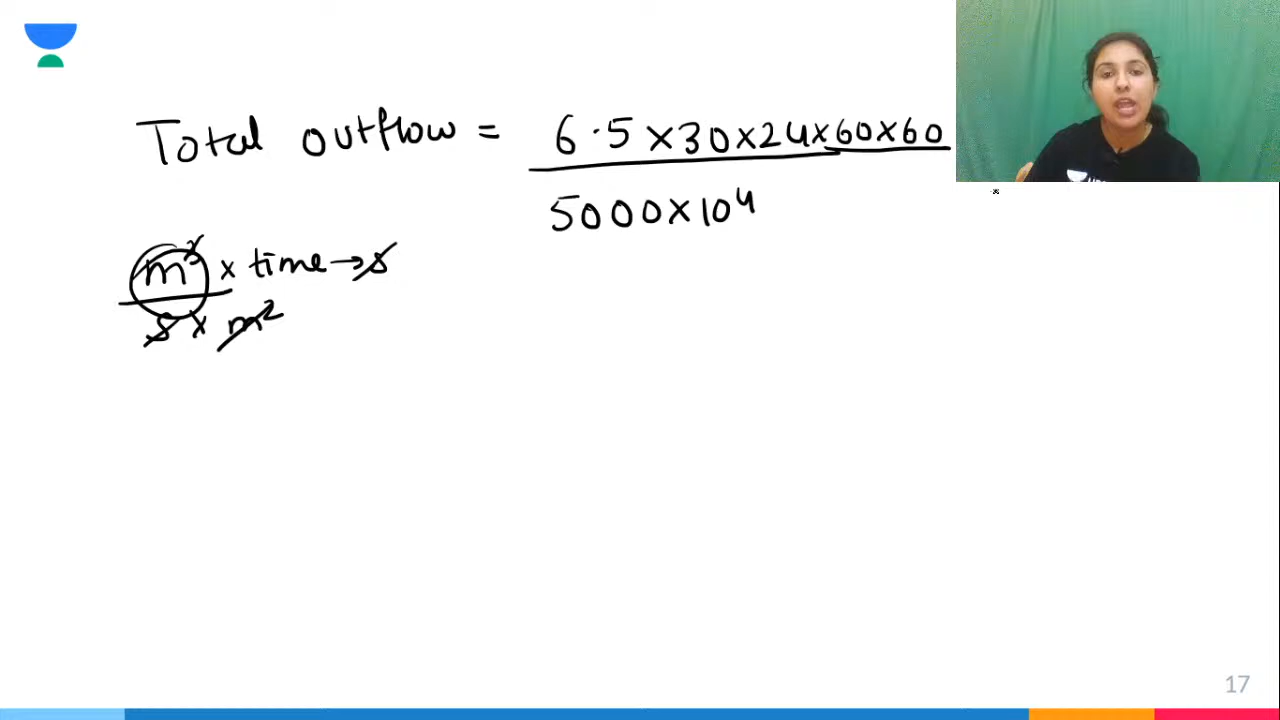 Total outflow = 6.5×30×24×60×60
5000×10⁴
m³ × time → s
s × m²
17